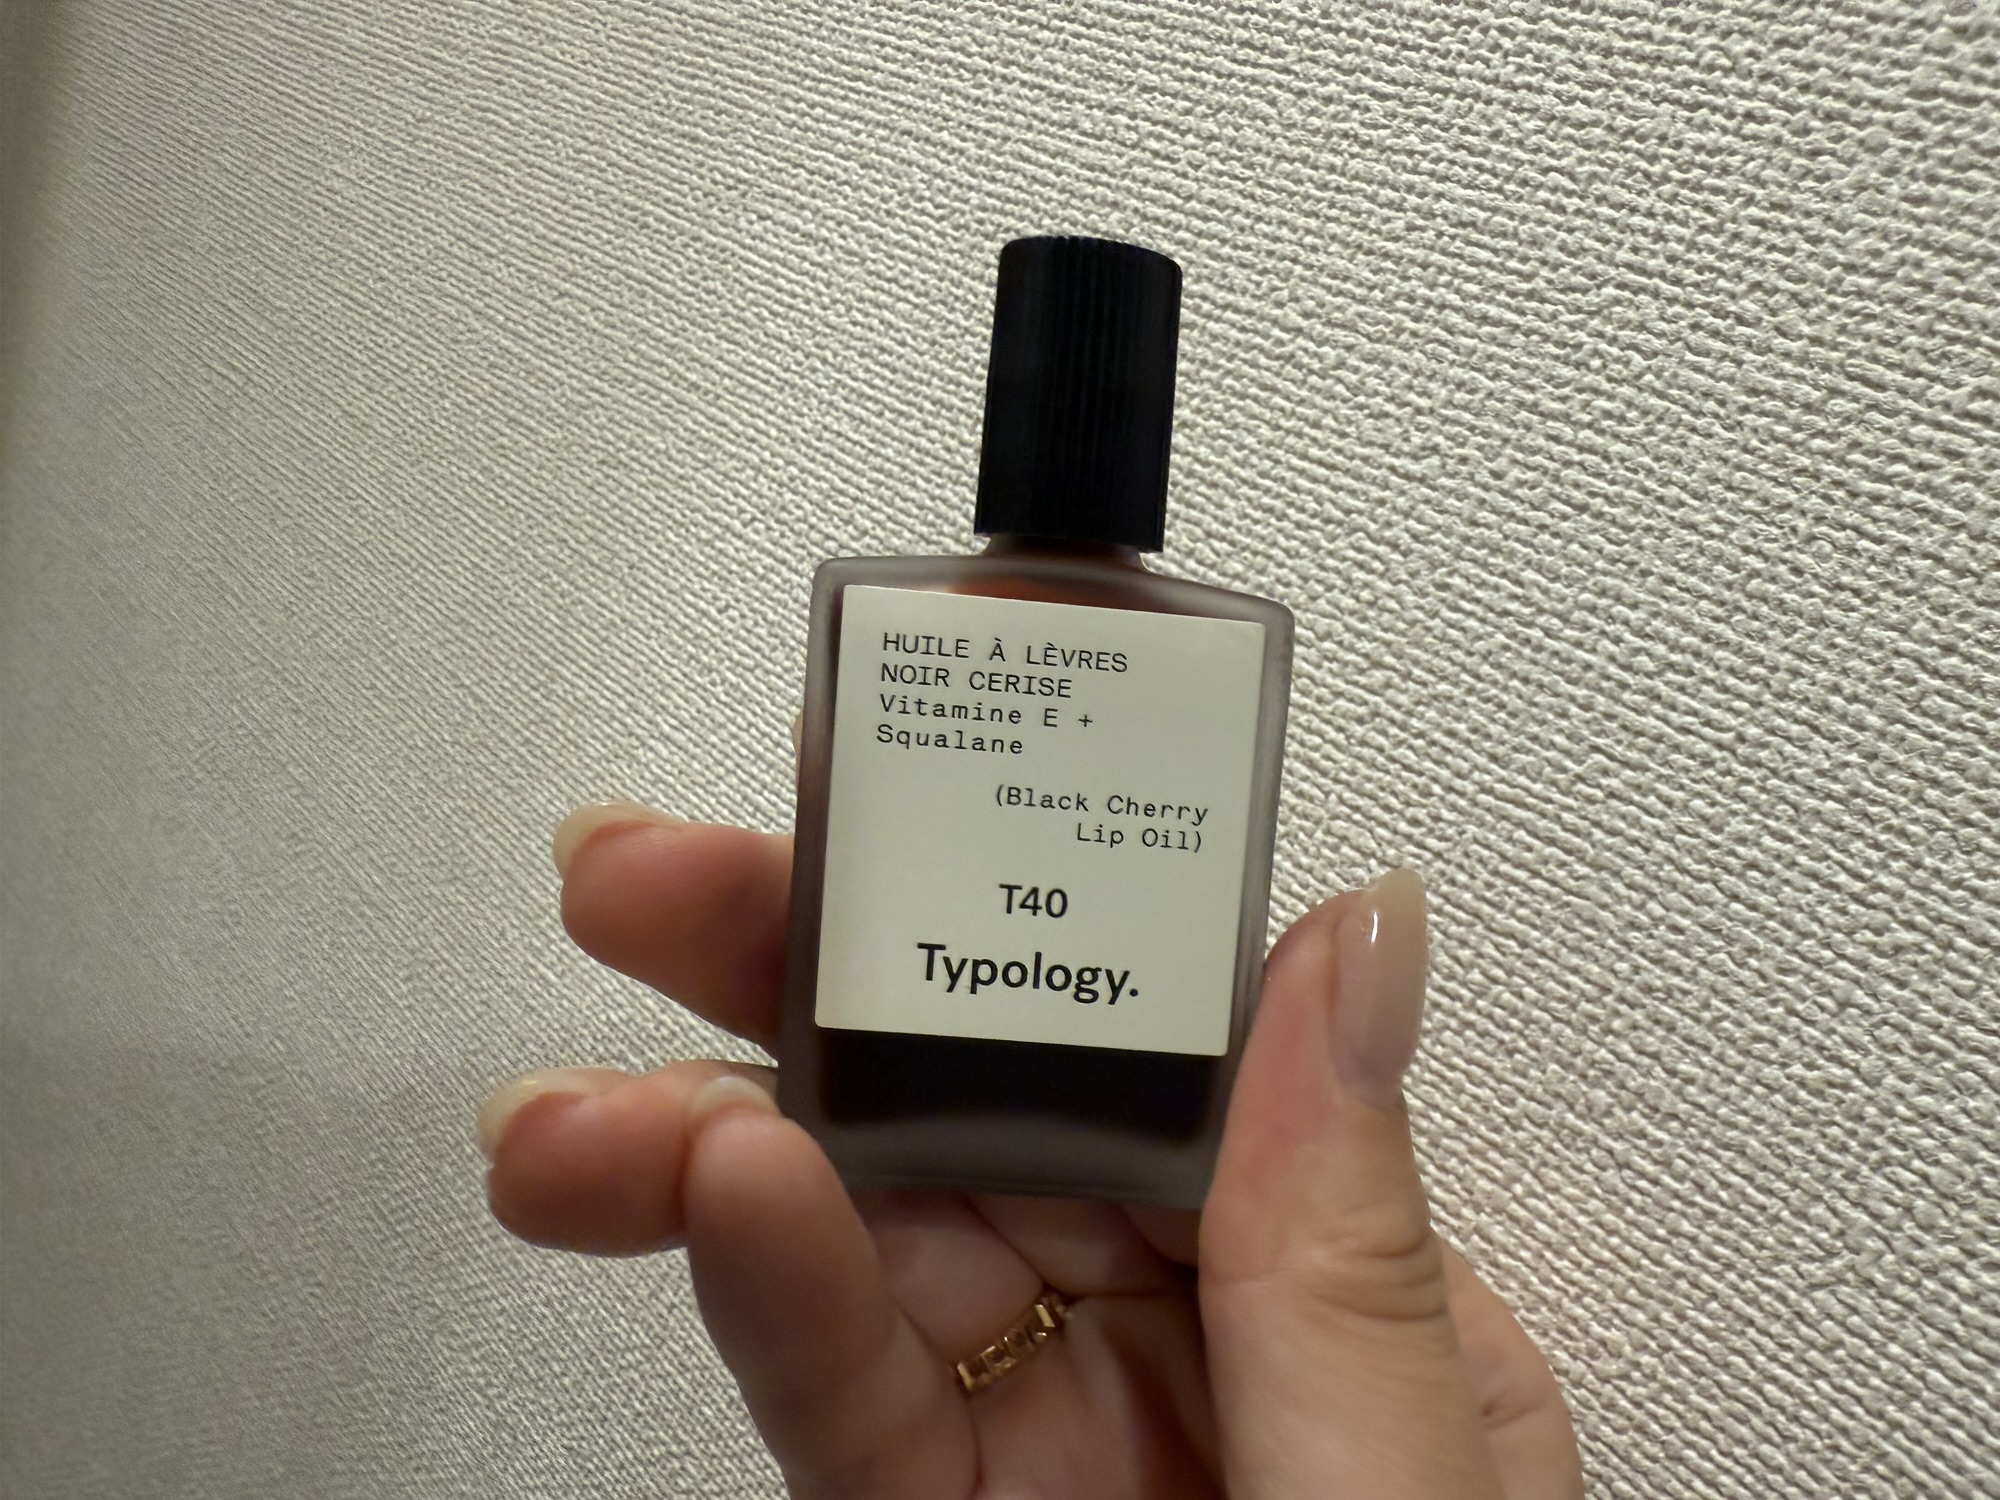 HUILE À LÈVRES
NOIR CERISE
Vitamine E +
Squalane
(Black Cherry
Lip Oil)
T40
Typology.